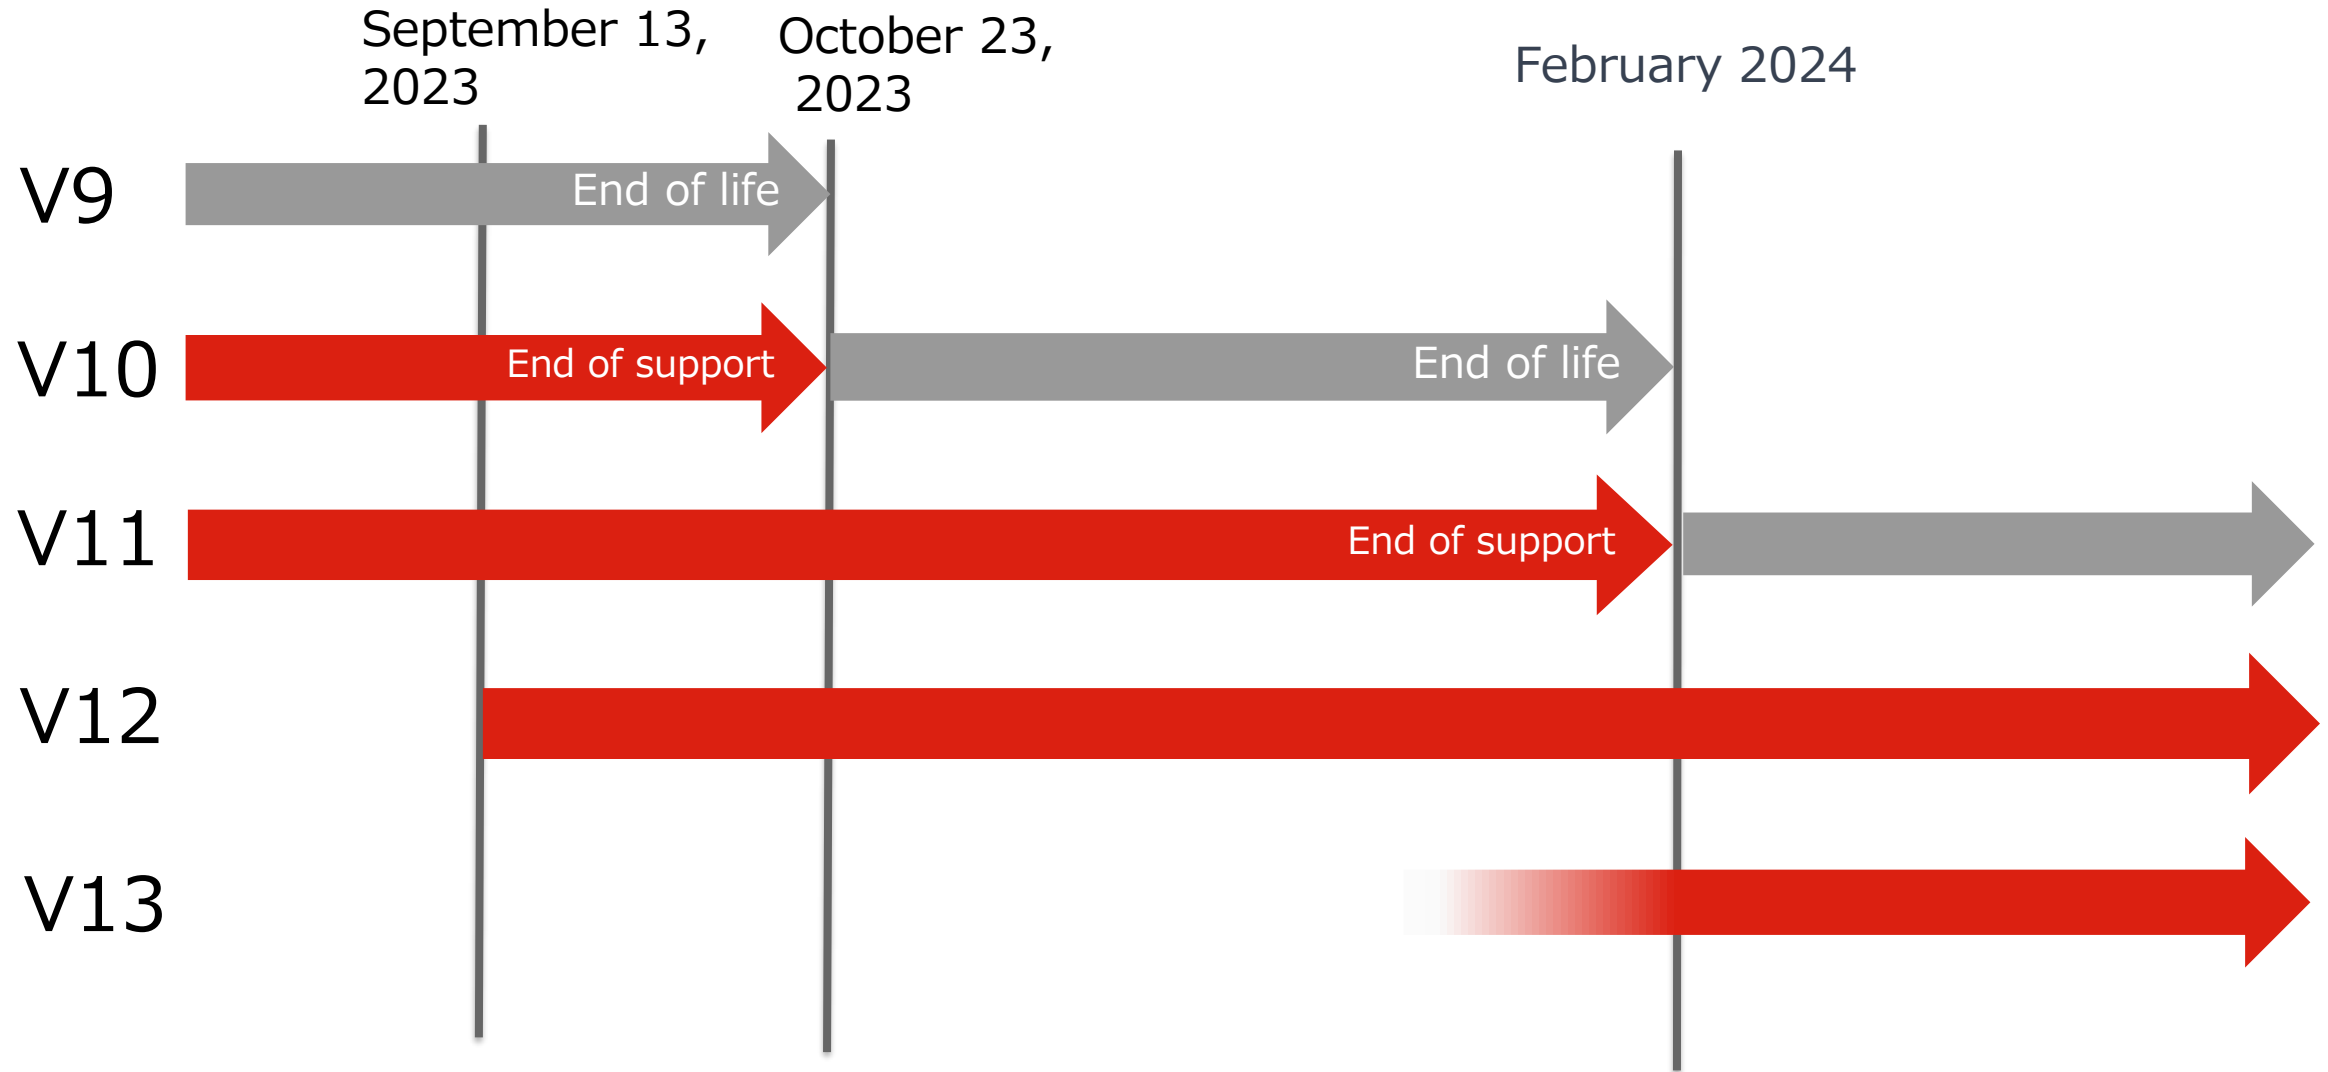 September 13,
2023
October 23,
2023
February 2024
V9
End of life
V10
End of support
End of life
V11
End of support
V12
V13